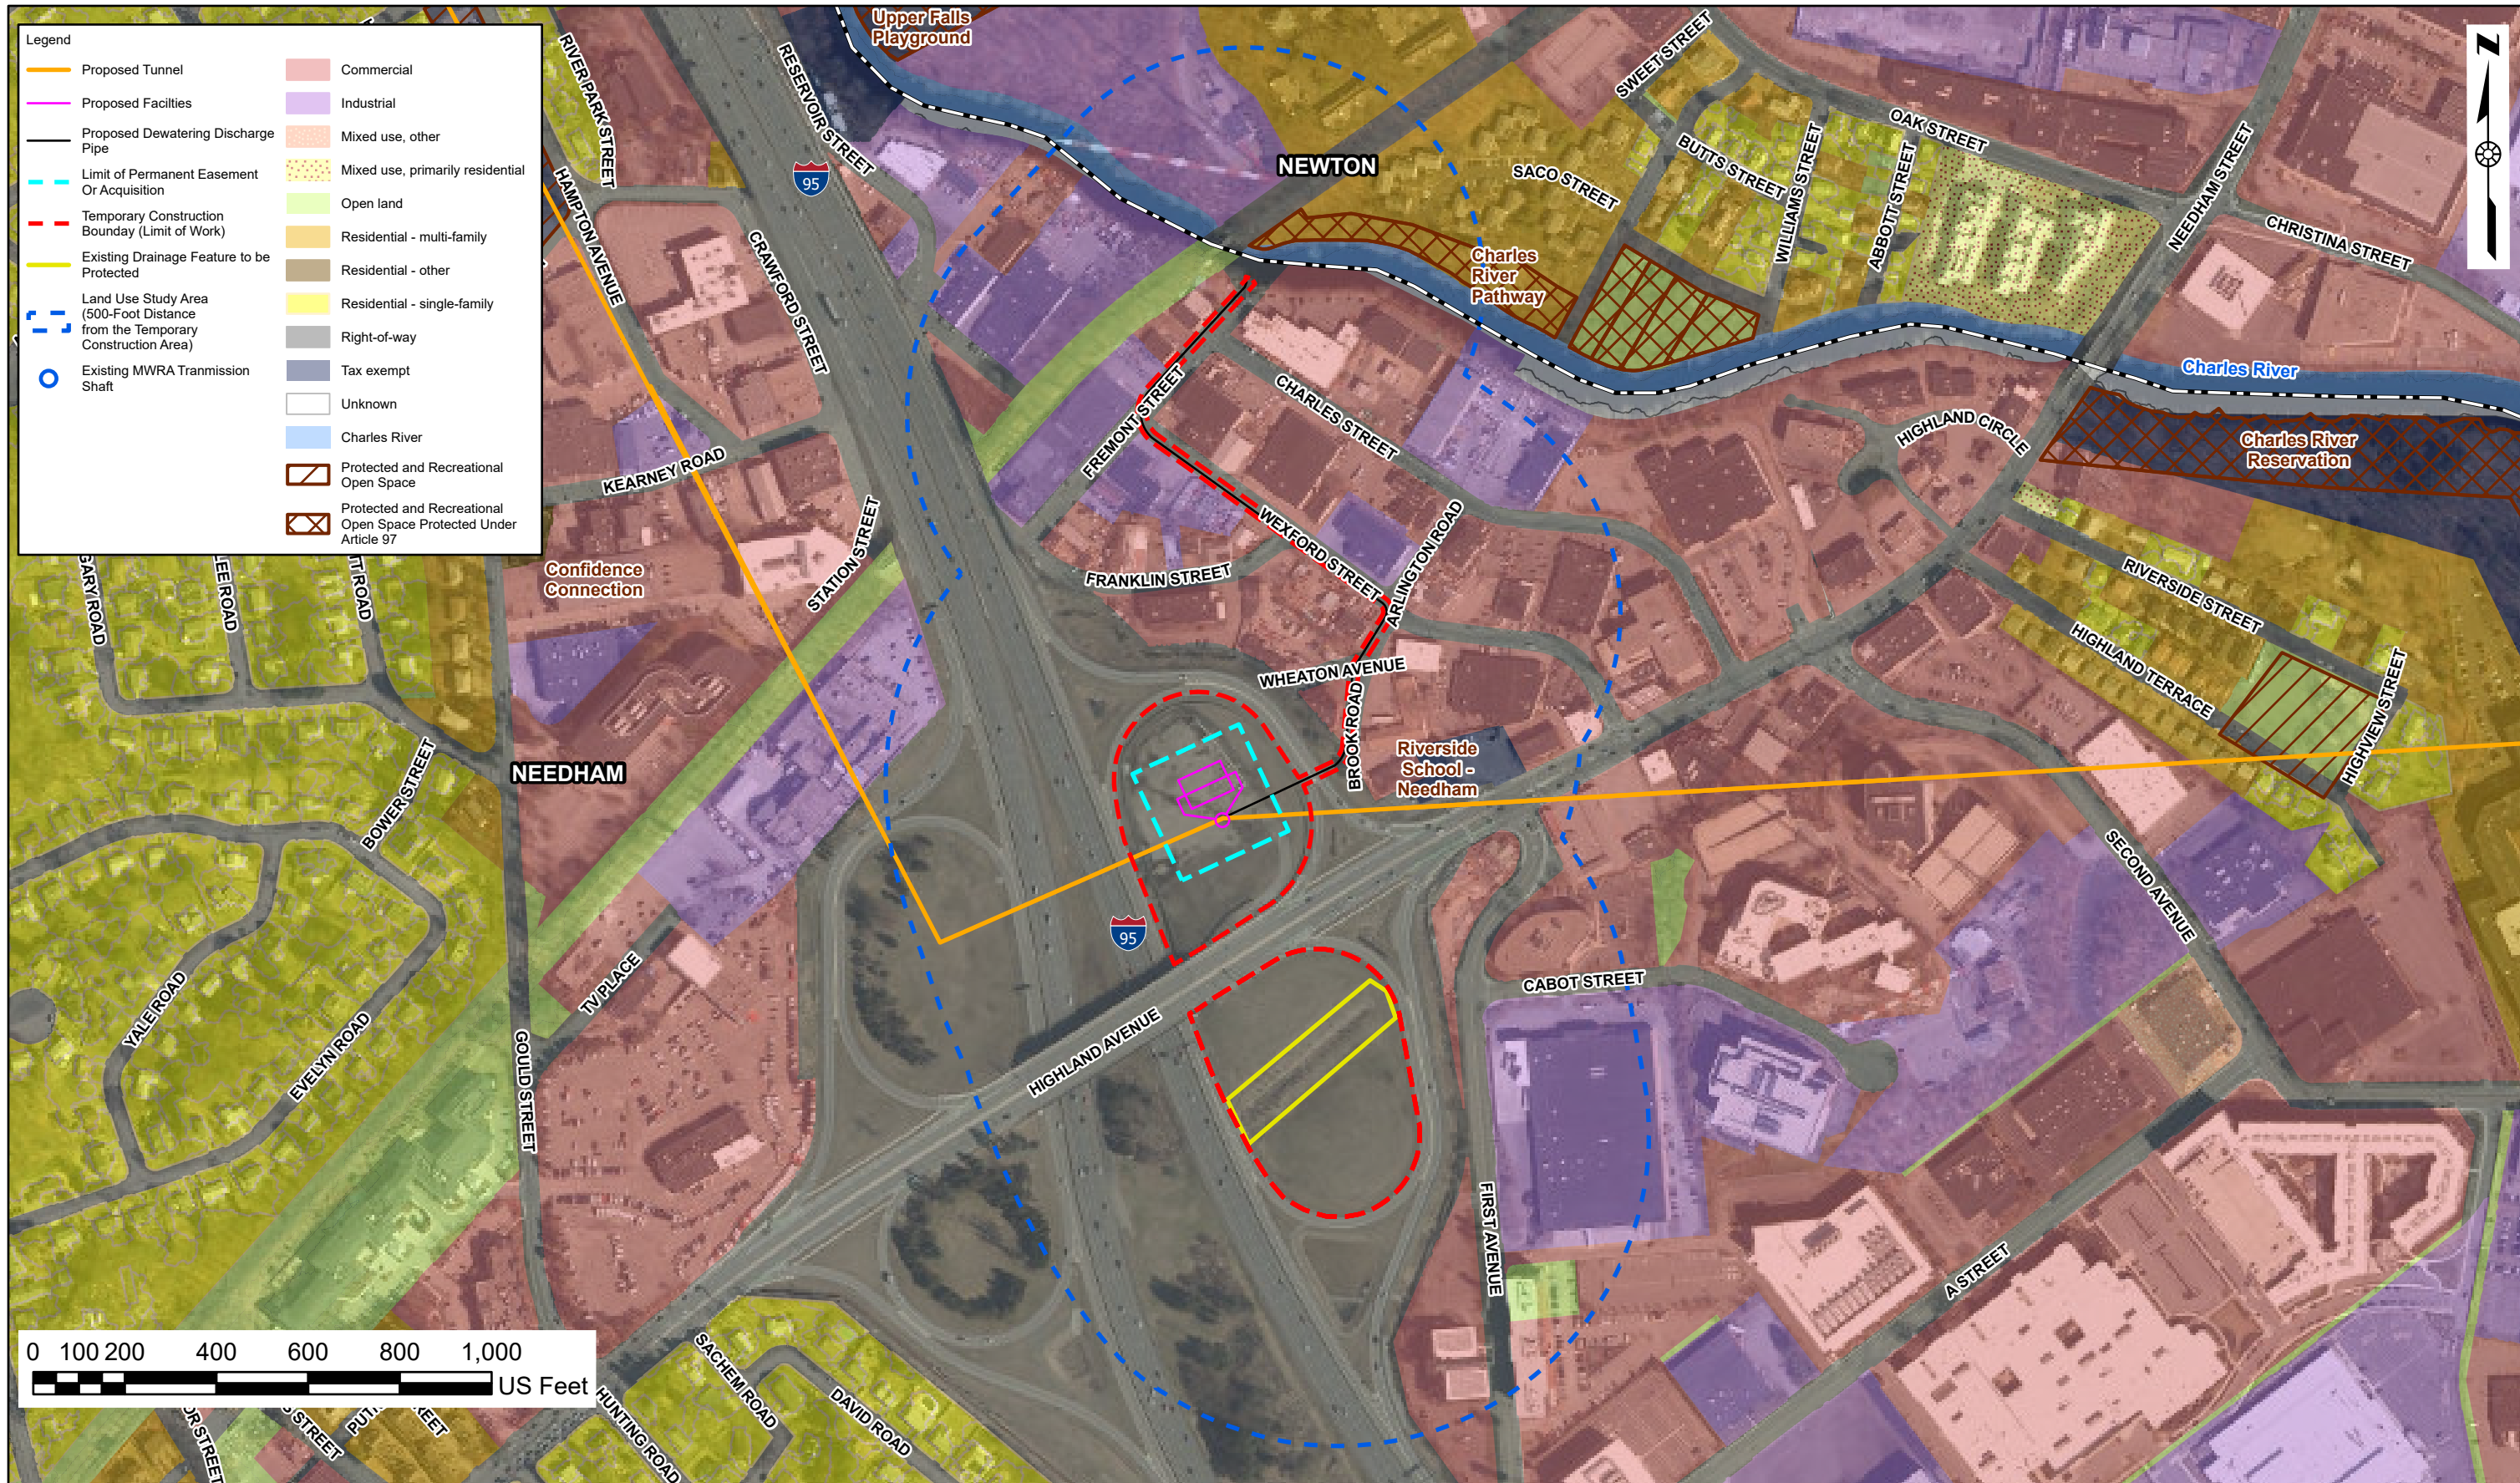 Legend
Proposed Tunnel
Proposed Facilties
Proposed Dewatering Discharge
Pipe
Limit of Permanent Easement
Or Acquisition
Temporary Construction
Bounday (Limit of Work)
Existing Drainage Feature to be
Protected
Land Use Study Area
(500-Foot Distance
from the Temporary
Construction Area)
Existing MWRA Tranmission
Shaft
Commercial
Industrial
Mixed use, other
Mixed use, primarily residential
Open land
Residential - multi-family
Residential - other
Residential - single-family
Right-of-way
Tax exempt
Unknown
Charles River
Protected and Recreational
Open Space
Protected and Recreational
Open Space Protected Under
Article 97
Upper Falls
Playground
RIVER PARK STREET
RESERVOIR STREET
SWEET STREET
N
95
NEWTON
OAK STREET
BUTTS STREET
SACO STREET
WILLIAMS STREET
ABBOTT STREET
NEEDHAM STREET
CHRISTINA STREET
HAMPTON AVENUE
CRAWFORD STREET
Charles
River
Pathway
Charles River
FREMONT STREET
CHARLES STREET
HIGHLAND CIRCLE
Charles River
Reservation
KEARNEY ROAD
STATION STREET
WEXFORD STREET
ARLINGTON ROAD
FRANKLIN STREET
Confidence
Connection
GARY ROAD
RIVERSIDE STREET
HIGHLAND TERRACE
HIGHVIEW STREET
WHEATON AVENUE
BROOK ROAD
Riverside
School -
Needham
NEEDHAM
BOWER STREET
SECOND AVENUE
95
YALE ROAD
EVELYN ROAD
TV PLACE
GOULD STREET
HIGHLAND AVENUE
CABOT STREET
FIRST AVENUE
A STREET
SACHEM ROAD
DAVID ROAD
HUNTING ROAD
0 100 200 400 600 800 1,000
US Feet